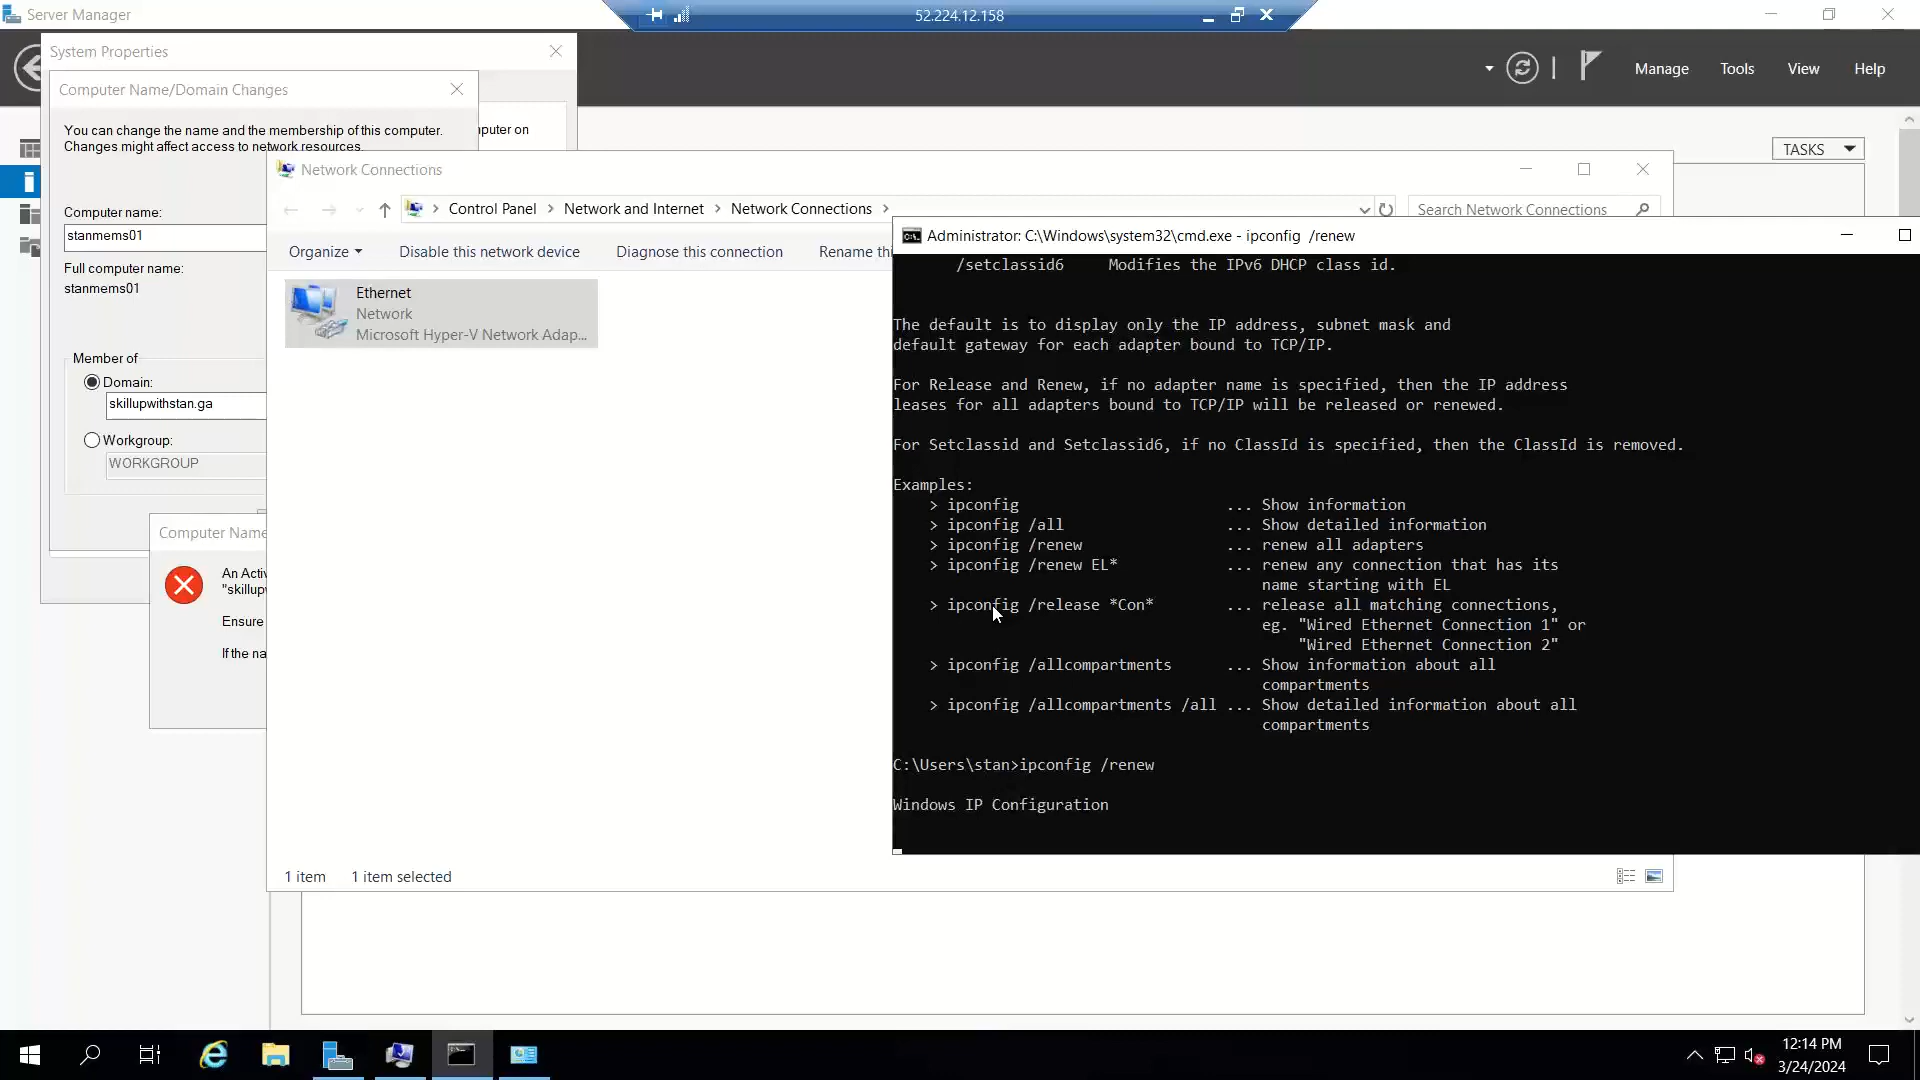 Server Manager
52.224.12.158
System Properties
Manage
Tools
View
Help
Computer Name/Domain Changes
You can change the name and the membership of this computer.
Changes might affect access to network resources.
puter on
TASKS
Network Connections
Control Panel
Network and Internet
Network Connections
Search Network Connections
Computer name:
stanmems01
Full computer name:
stanmems01
Organize
Disable this network device
Diagnose this connection
Rename thi
Ethernet
Network
Microsoft Hyper-V Network Adap...
Member of
Domain:
skillupwithstan.ga
Workgroup:
WORKGROUP
Computer Name
An Activ
"skillupw
Ensure
If the na
1 item
1 item selected
Administrator: C:\Windows\system32\cmd.exe - ipconfig  /renew
/setclassid6     Modifies the IPv6 DHCP class id.
The default is to display only the IP address, subnet mask and
default gateway for each adapter bound to TCP/IP.
For Release and Renew, if no adapter name is specified, then the IP address
leases for all adapters bound to TCP/IP will be released or renewed.
For Setclassid and Setclassid6, if no ClassId is specified, then the ClassId is removed.
Examples:
> ipconfig                       ... Show information
> ipconfig /all                  ... Show detailed information
> ipconfig /renew                ... renew all adapters
> ipconfig /renew EL*            ... renew any connection that has its
name starting with EL
> ipconfig /release *Con*        ... release all matching connections,
eg. "Wired Ethernet Connection 1" or
"Wired Ethernet Connection 2"
> ipconfig /allcompartments      ... Show information about all
compartments
> ipconfig /allcompartments /all ... Show detailed information about all
compartments
C:\Users\stan>ipconfig /renew
Windows IP Configuration
12:14 PM
3/24/2024